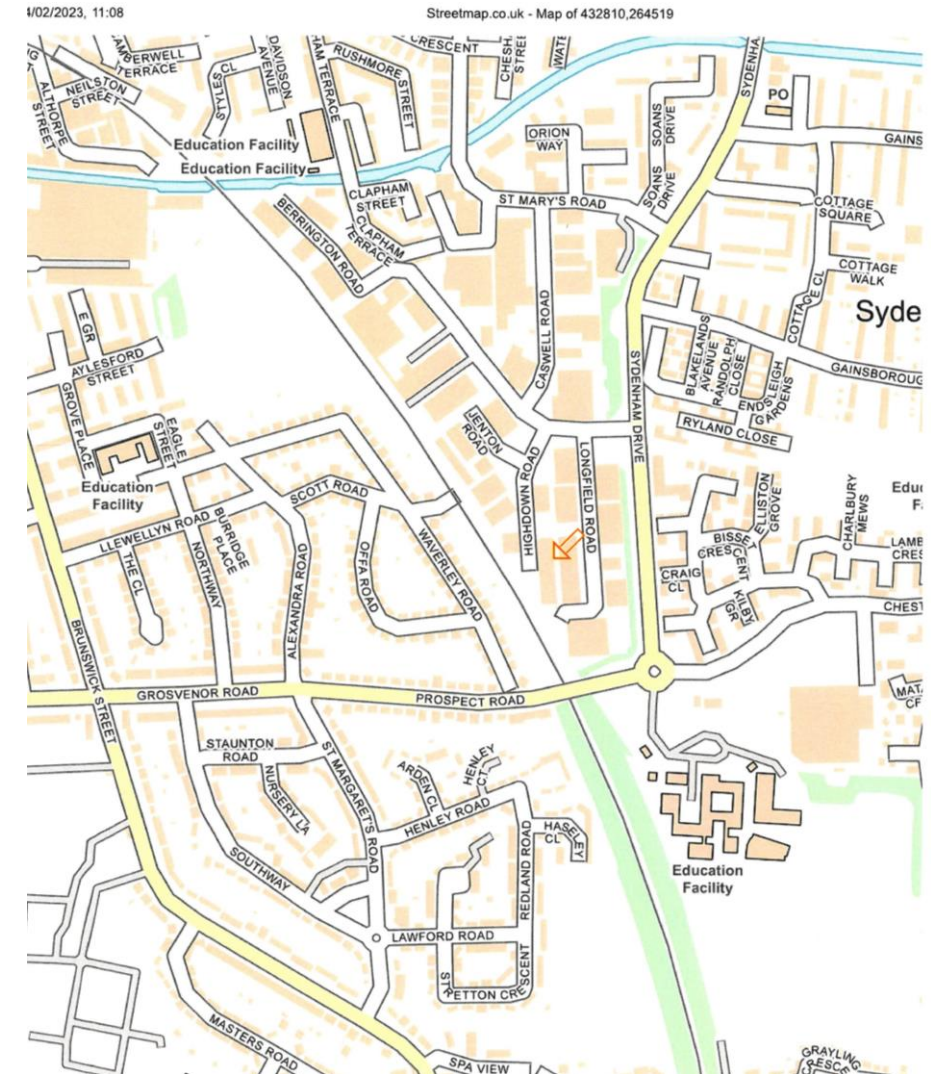 4/02/2023, 11:08
Streetmap.co.uk - Map of 432810,264519
CRESCENT
NEILSTON
STREET
ALTHORPE
STREET
TERRACE
STYLES CL
DAVIDSON
AVENUE
HAM TERRACE
RUSHMORE
STREET
SYDENHA
PO
GAINS
Education Facility
Education Facility
ORION
WAY
SOANS
DRIVE
SOANS
DRIVE
CLAPHAM
STREET
CLAPHAM
TERRACE
BERRINGTON ROAD
ST MARY'S ROAD
COTTAGE
SQUARE
COTTAGE
WALK
COTTAGE CL
Syde
E GR
AYLESFORD
STREET
GROVE PLACE
EAGLE
STREET
CASWELL ROAD
SYDENHAM DRIVE
BLAKELANDS
AVENUE
RANDOLPH
CLOSE
ENDSLEIGH
GARDENS
GAINSBOROUG
RYLAND CLOSE
JENTON
ROAD
HIGHDOWN ROAD
LONGFIELD ROAD
Education
Facility
SCOTT ROAD
LLEWELLYN ROAD
BURRIDGE
PLACE
THE CL
NORTHWAY
ALEXANDRA ROAD
OFFA ROAD
WAVERLEY ROAD
ELLISTON
GROVE
CHARLBURY
MEWS
Educ
F
BISSET
CRESCENT
LAMB
CRES
CRAIG
CL
KILBY
GR
CHEST
BRUNSWICK STREET
GROSVENOR ROAD
PROSPECT ROAD
MAT
STAUNTON
ROAD
NURSERY LA
ST MARGARET'S ROAD
ARDEN CL
HENLEY
CT
HENLEY ROAD
HASELEY
CL
REDLAND ROAD
SOUTHWAY
Education
Facility
LAWFORD ROAD
STRETTON CRESCENT
MASTERS ROAD
SPA VIEW
GRAYLING